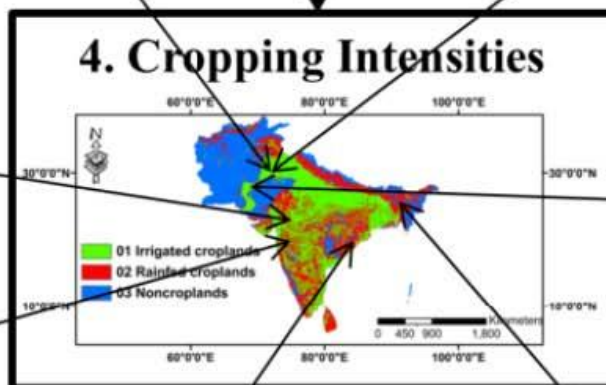 4. Cropping Intensities
60°0'0"E 80°0'0"E 100°0'0"E
N
30°0'0"N 30°0'0"N
01 Irrigated croplands
02 Rainfed croplands
03 Noncroplands
10°0'0"N 10°0'0"N
Kilometers
0 450 900 1,800
60°0'0"E 80°0'0"E 100°0'0"E